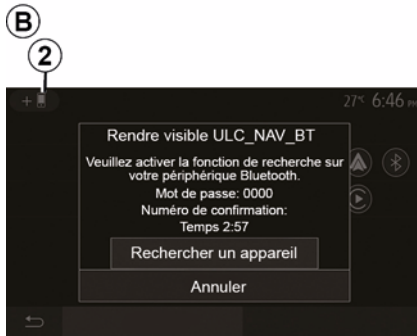 B
2
+
27°C 6:46 PM
Rendre visible ULC_NAV_BT
Veuillez activer la fonction de recherche sur
votre périphérique Bluetooth.
Mot de passe: 0000
Numéro de confirmation:
Temps 2:57
Rechercher un appareil
Annuler